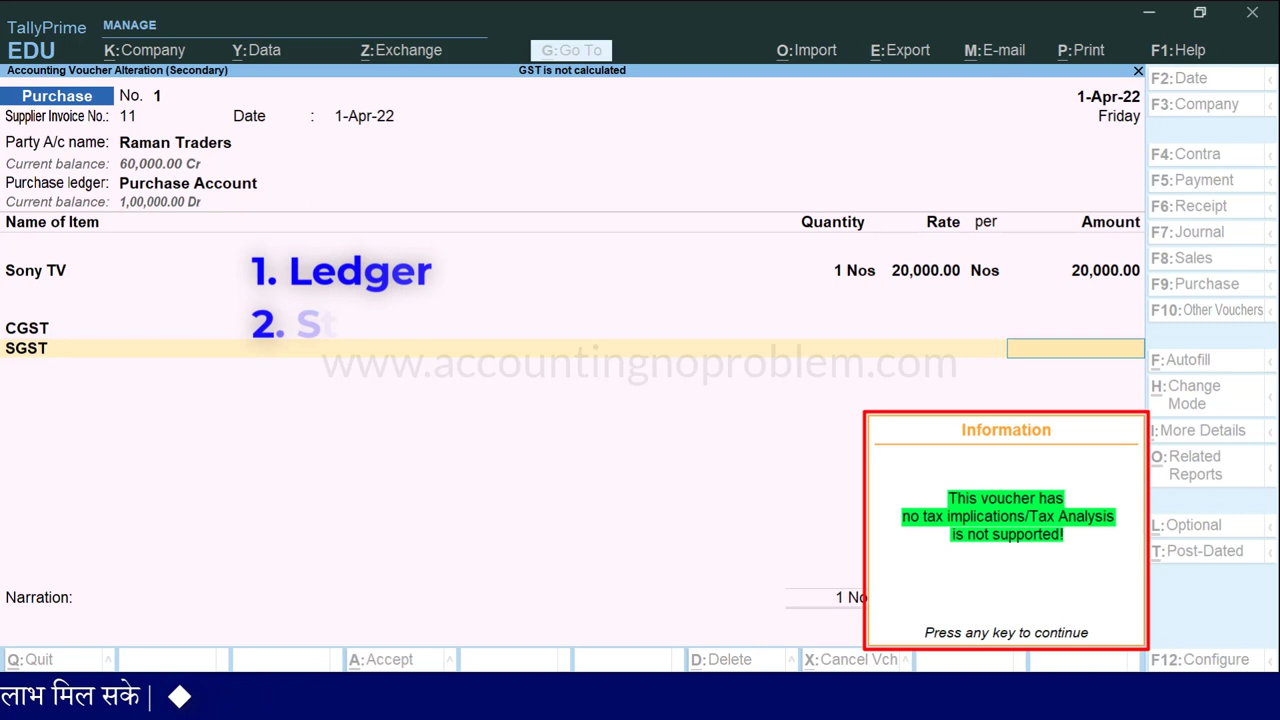 TallyPrime
EDU
MANAGE
K:Company Y:Data Z:Exchange G:Go To O:Import E:Export M:E-mail P:Print F1:Help
Accounting Voucher Alteration (Secondary) GST is not calculated
Purchase No. 1 1-Apr-22
Supplier Invoice No.: 11 Date : 1-Apr-22 Friday
Party A/c name: Raman Traders
Current balance: 60,000.00 Cr
Purchase ledger: Purchase Account
Current balance: 1,00,000.00 Dr
Name of Item Quantity Rate per Amount
Sony TV 1 Nos 20,000.00 Nos 20,000.00
1. Ledger
2. St
CGST
SGST
www.accountingnoproblem.com
Information
This voucher has
no tax implications/Tax Analysis
is not supported!
Press any key to continue
Narration: 1 No
F2:Date
F3:Company
F4:Contra
F5:Payment
F6:Receipt
F7:Journal
F8:Sales
F9:Purchase
F10:Other Vouchers
F:Autofill
H:Change
Mode
I:More Details
O:Related
Reports
L:Optional
T:Post-Dated
Q:Quit A:Accept D:Delete X:Cancel Vch F12:Configure
लाभ मिल सके |